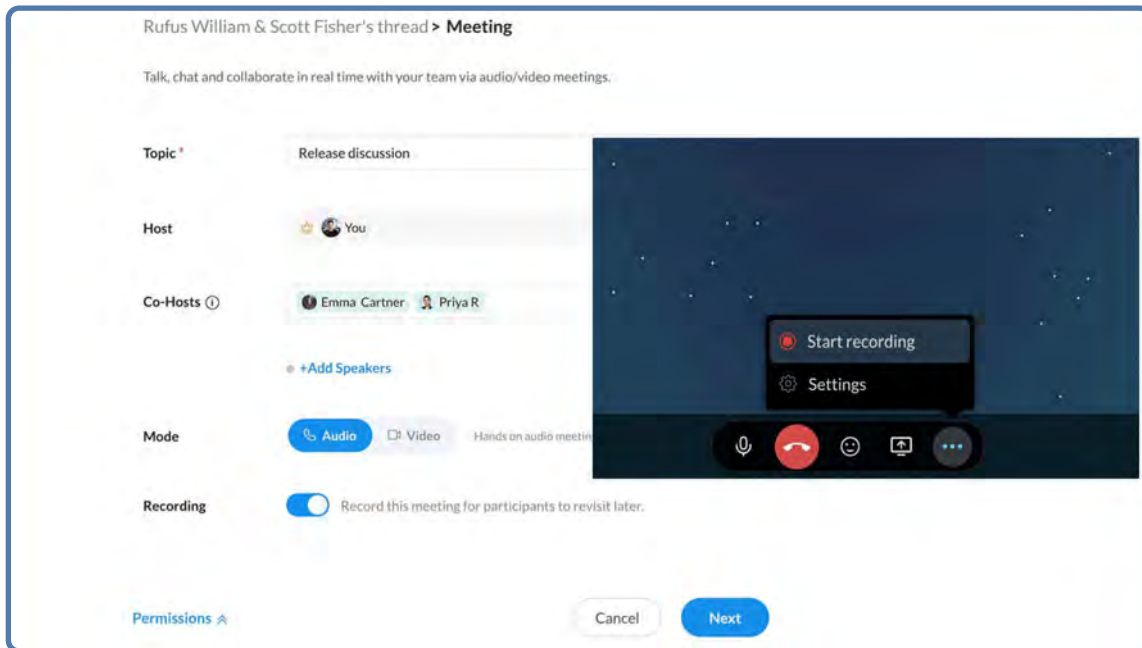 Rufus William & Scott Fisher's thread > Meeting
Talk, chat and collaborate in real time with your team via audio/video meetings.
Topic *
Release discussion
Host
You
Co-Hosts
Emma Cartner
Priya R
+Add Speakers
Start recording
Settings
Mode
Audio
Video
Hands on audio
Recording
Record this meeting for participants to revisit later.
Permissions
Cancel
Next